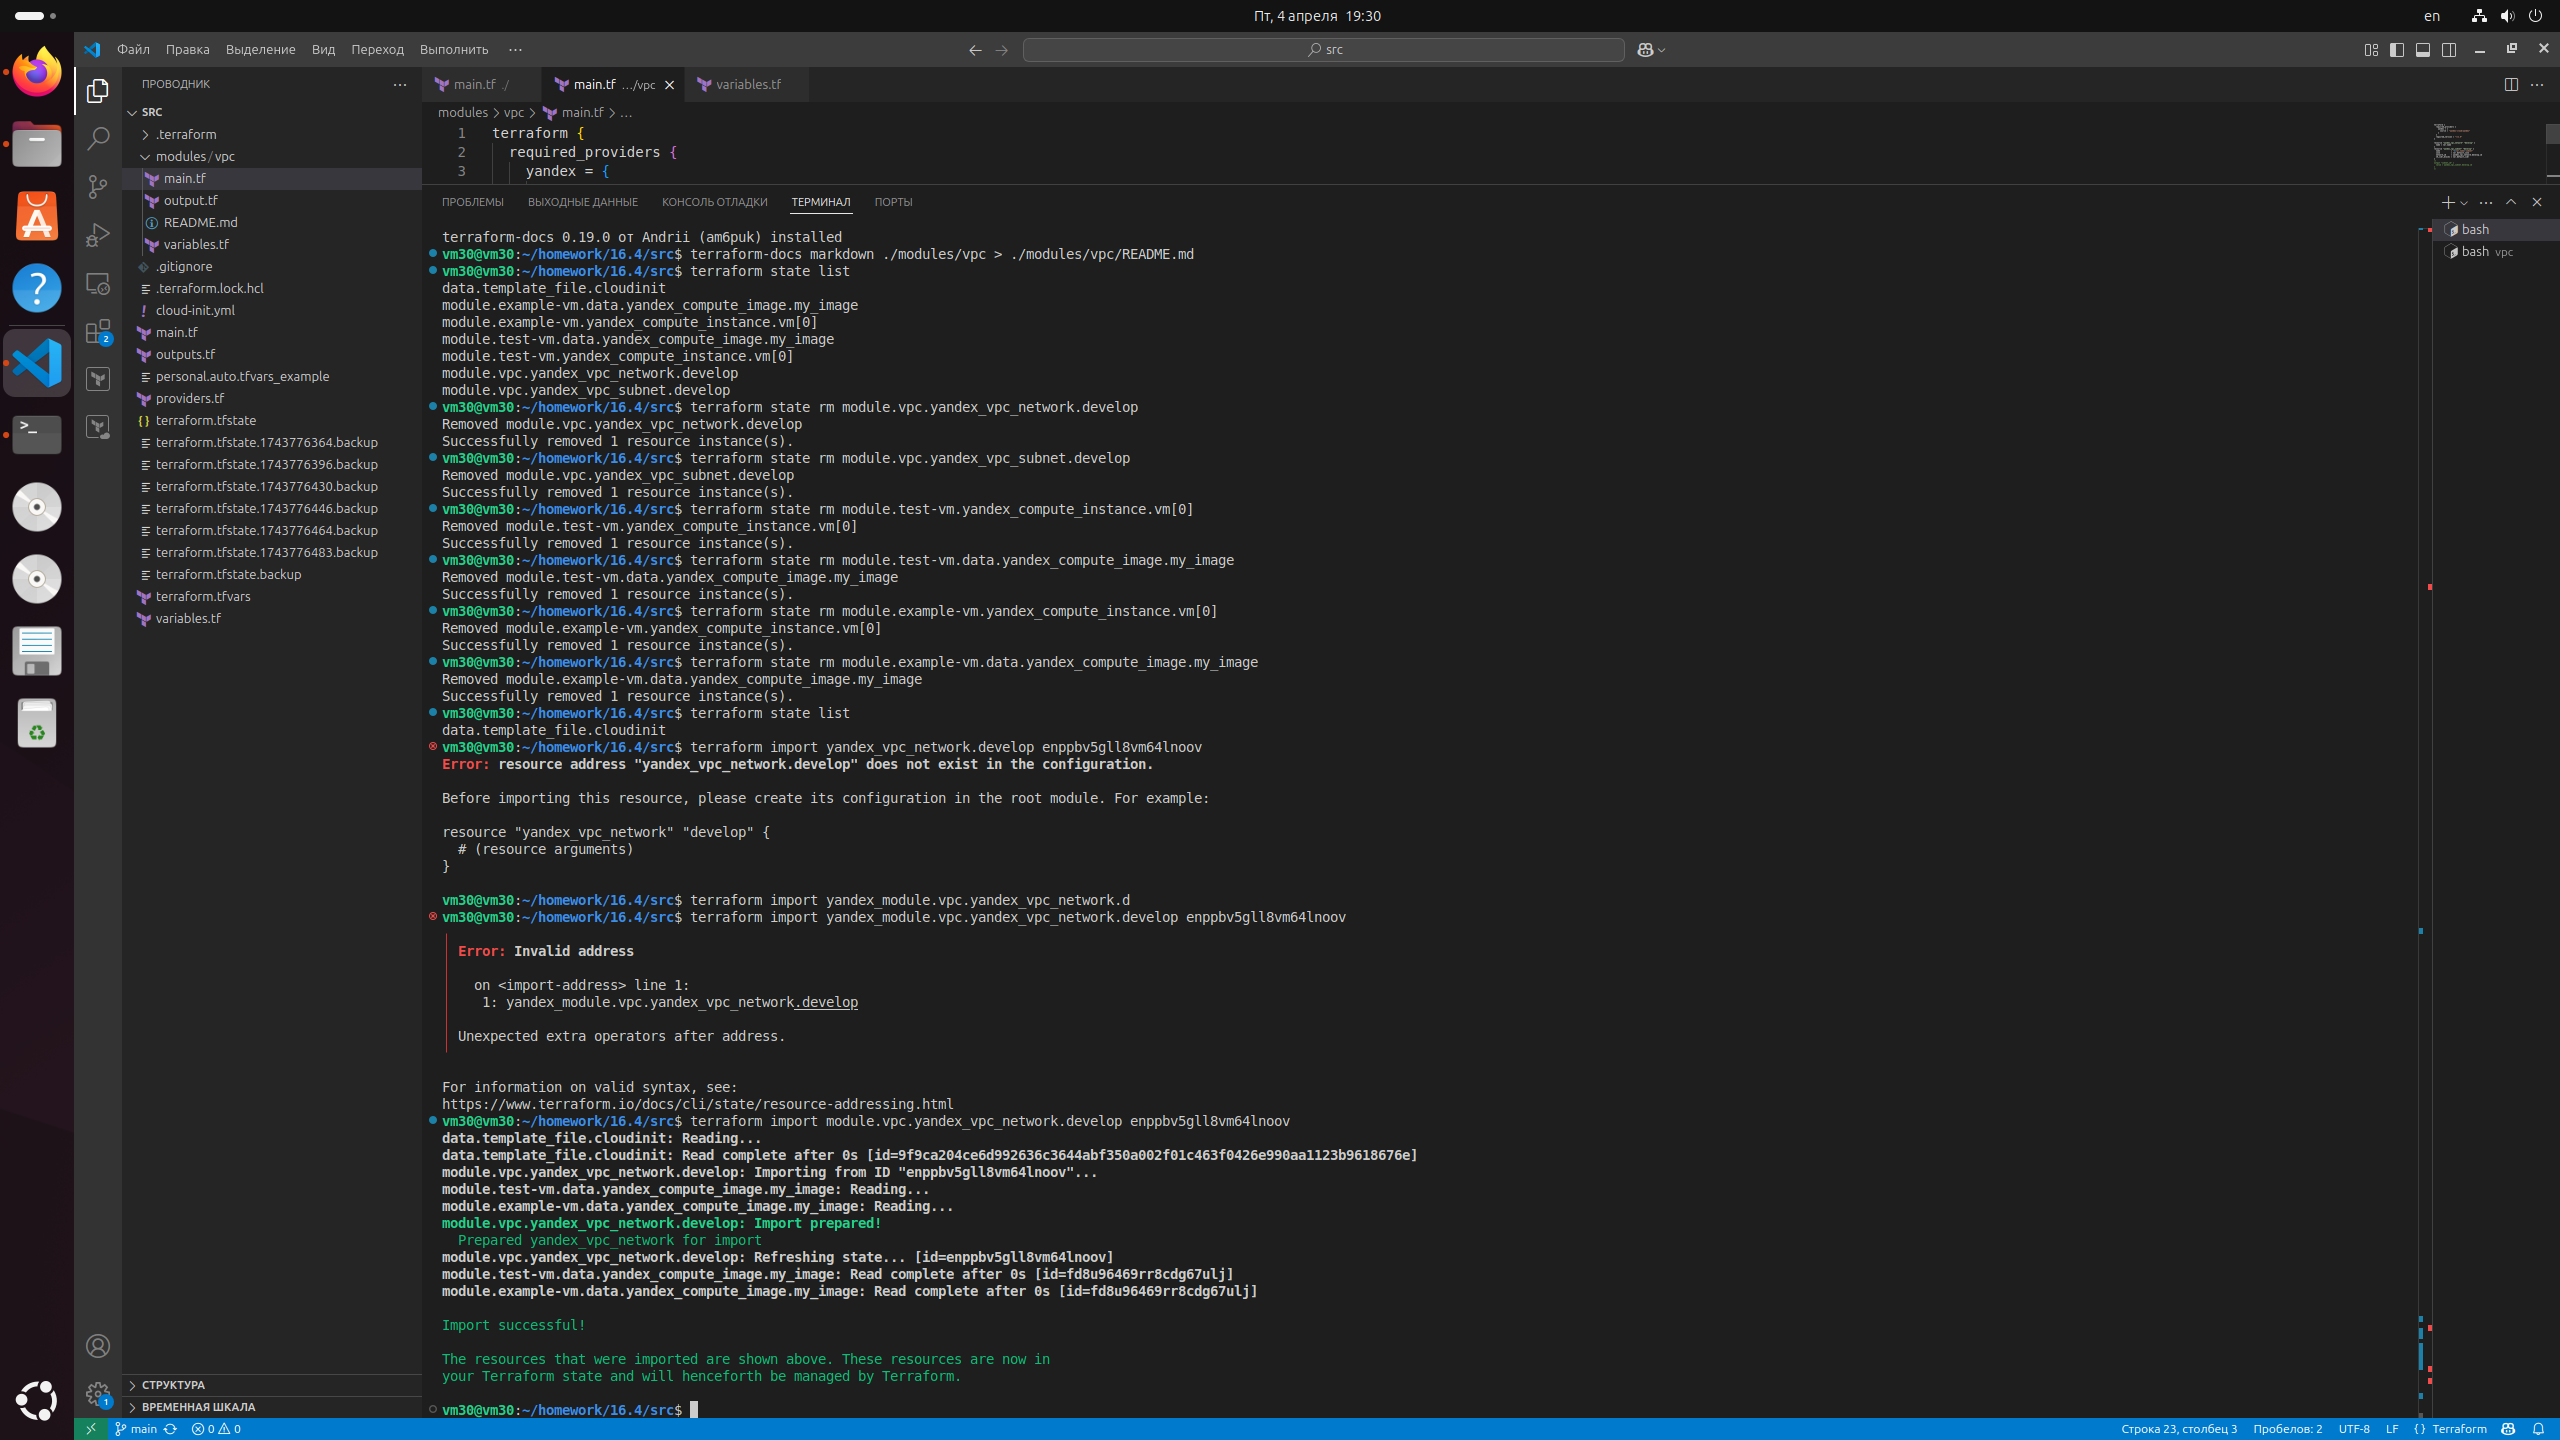 Пт, 4 апреля 19:30
en
Файл Правка Выделение Вид Переход Выполнить ···
src
ПРОВОДНИК
SRC
.terraform
modules/vpc
main.tf
output.tf
README.md
variables.tf
.gitignore
.terraform.lock.hcl
cloud-init.yml
main.tf
outputs.tf
personal.auto.tfvars_example
providers.tf
terraform.tfstate
terraform.tfstate.1743776364.backup
terraform.tfstate.1743776396.backup
terraform.tfstate.1743776430.backup
terraform.tfstate.1743776446.backup
terraform.tfstate.1743776464.backup
terraform.tfstate.1743776483.backup
terraform.tfstate.backup
terraform.tfvars
variables.tf
СТРУКТУРА
ВРЕМЕННАЯ ШКАЛА
2
1
main.tf ./
main.tf .../vpc
variables.tf
modules > vpc > main.tf > ...
1 terraform {
2 required_providers {
3 yandex = {
ПРОБЛЕМЫ ВЫХОДНЫЕ ДАННЫЕ КОНСОЛЬ ОТЛАДКИ ТЕРМИНАЛ ПОРТЫ
bash
bash vpc
terraform-docs 0.19.0 от Andrii (am6puk) installed
vm30@vm30:~/homework/16.4/src$ terraform-docs markdown ./modules/vpc > ./modules/vpc/README.md
vm30@vm30:~/homework/16.4/src$ terraform state list
data.template_file.cloudinit
module.example-vm.data.yandex_compute_image.my_image
module.example-vm.yandex_compute_instance.vm[0]
module.test-vm.data.yandex_compute_image.my_image
module.test-vm.yandex_compute_instance.vm[0]
module.vpc.yandex_vpc_network.develop
module.vpc.yandex_vpc_subnet.develop
vm30@vm30:~/homework/16.4/src$ terraform state rm module.vpc.yandex_vpc_network.develop
Removed module.vpc.yandex_vpc_network.develop
Successfully removed 1 resource instance(s).
vm30@vm30:~/homework/16.4/src$ terraform state rm module.vpc.yandex_vpc_subnet.develop
Removed module.vpc.yandex_vpc_subnet.develop
Successfully removed 1 resource instance(s).
vm30@vm30:~/homework/16.4/src$ terraform state rm module.test-vm.yandex_compute_instance.vm[0]
Removed module.test-vm.yandex_compute_instance.vm[0]
Successfully removed 1 resource instance(s).
vm30@vm30:~/homework/16.4/src$ terraform state rm module.test-vm.data.yandex_compute_image.my_image
Removed module.test-vm.data.yandex_compute_image.my_image
Successfully removed 1 resource instance(s).
vm30@vm30:~/homework/16.4/src$ terraform state rm module.example-vm.yandex_compute_instance.vm[0]
Removed module.example-vm.yandex_compute_instance.vm[0]
Successfully removed 1 resource instance(s).
vm30@vm30:~/homework/16.4/src$ terraform state rm module.example-vm.data.yandex_compute_image.my_image
Removed module.example-vm.data.yandex_compute_image.my_image
Successfully removed 1 resource instance(s).
vm30@vm30:~/homework/16.4/src$ terraform state list
data.template_file.cloudinit
vm30@vm30:~/homework/16.4/src$ terraform import yandex_vpc_network.develop enppbv5gll8vm64lnoov
Error: resource address "yandex_vpc_network.develop" does not exist in the configuration.
Before importing this resource, please create its configuration in the root module. For example:
resource "yandex_vpc_network" "develop" {
# (resource arguments)
}
vm30@vm30:~/homework/16.4/src$ terraform import yandex_module.vpc.yandex_vpc_network.d
vm30@vm30:~/homework/16.4/src$ terraform import yandex_module.vpc.yandex_vpc_network.develop enppbv5gll8vm64lnoov
Error: Invalid address
on <import-address> line 1:
1: yandex_module.vpc.yandex_vpc_network.develop
Unexpected extra operators after address.
For information on valid syntax, see:
https://www.terraform.io/docs/cli/state/resource-addressing.html
vm30@vm30:~/homework/16.4/src$ terraform import module.vpc.yandex_vpc_network.develop enppbv5gll8vm64lnoov
data.template_file.cloudinit: Reading...
data.template_file.cloudinit: Read complete after 0s [id=9f9ca204ce6d992636c3644abf350a002f01c463f0426e990aa1123b9618676e]
module.vpc.yandex_vpc_network.develop: Importing from ID "enppbv5gll8vm64lnoov"...
module.test-vm.data.yandex_compute_image.my_image: Reading...
module.example-vm.data.yandex_compute_image.my_image: Reading...
module.vpc.yandex_vpc_network.develop: Import prepared!
Prepared yandex_vpc_network for import
module.vpc.yandex_vpc_network.develop: Refreshing state... [id=enppbv5gll8vm64lnoov]
module.test-vm.data.yandex_compute_image.my_image: Read complete after 0s [id=fd8u96469rr8cdg67ulj]
module.example-vm.data.yandex_compute_image.my_image: Read complete after 0s [id=fd8u96469rr8cdg67ulj]
Import successful!
The resources that were imported are shown above. These resources are now in
your Terraform state and will henceforth be managed by Terraform.
vm30@vm30:~/homework/16.4/src$
main 0 0
Строка 23, столбец 3 Пробелов: 2 UTF-8 LF {} Terraform